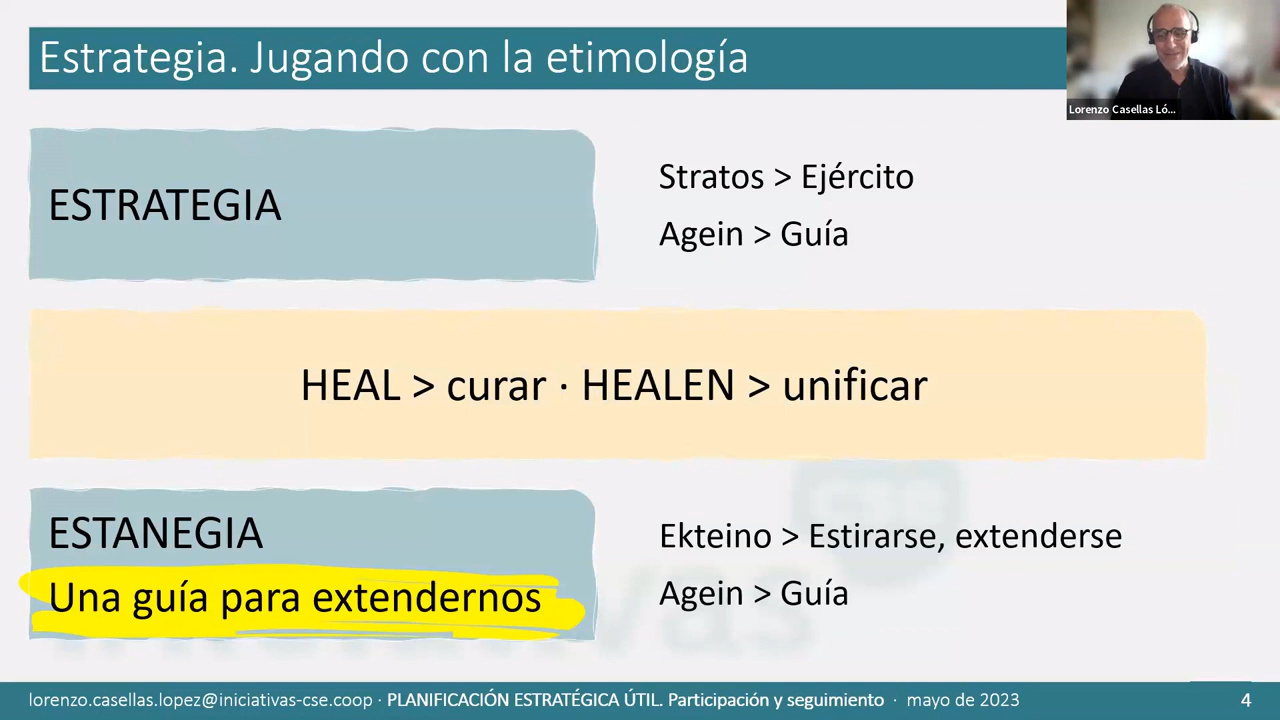 Estrategia. Jugando con la etimología
Lorenzo Casellas Ló...
ESTRATEGIA
Stratos > Ejército
Agein > Guía
HEAL > curar · HEALEN > unificar
ESTANEGIA
Una guía para extendernos
Ekteino > Estirarse, extenderse
Agein > Guía
lorenzo.casellas.lopez@iniciativas-cse.coop · PLANIFICACIÓN ESTRATÉGICA ÚTIL. Participación y seguimiento · mayo de 2023
4